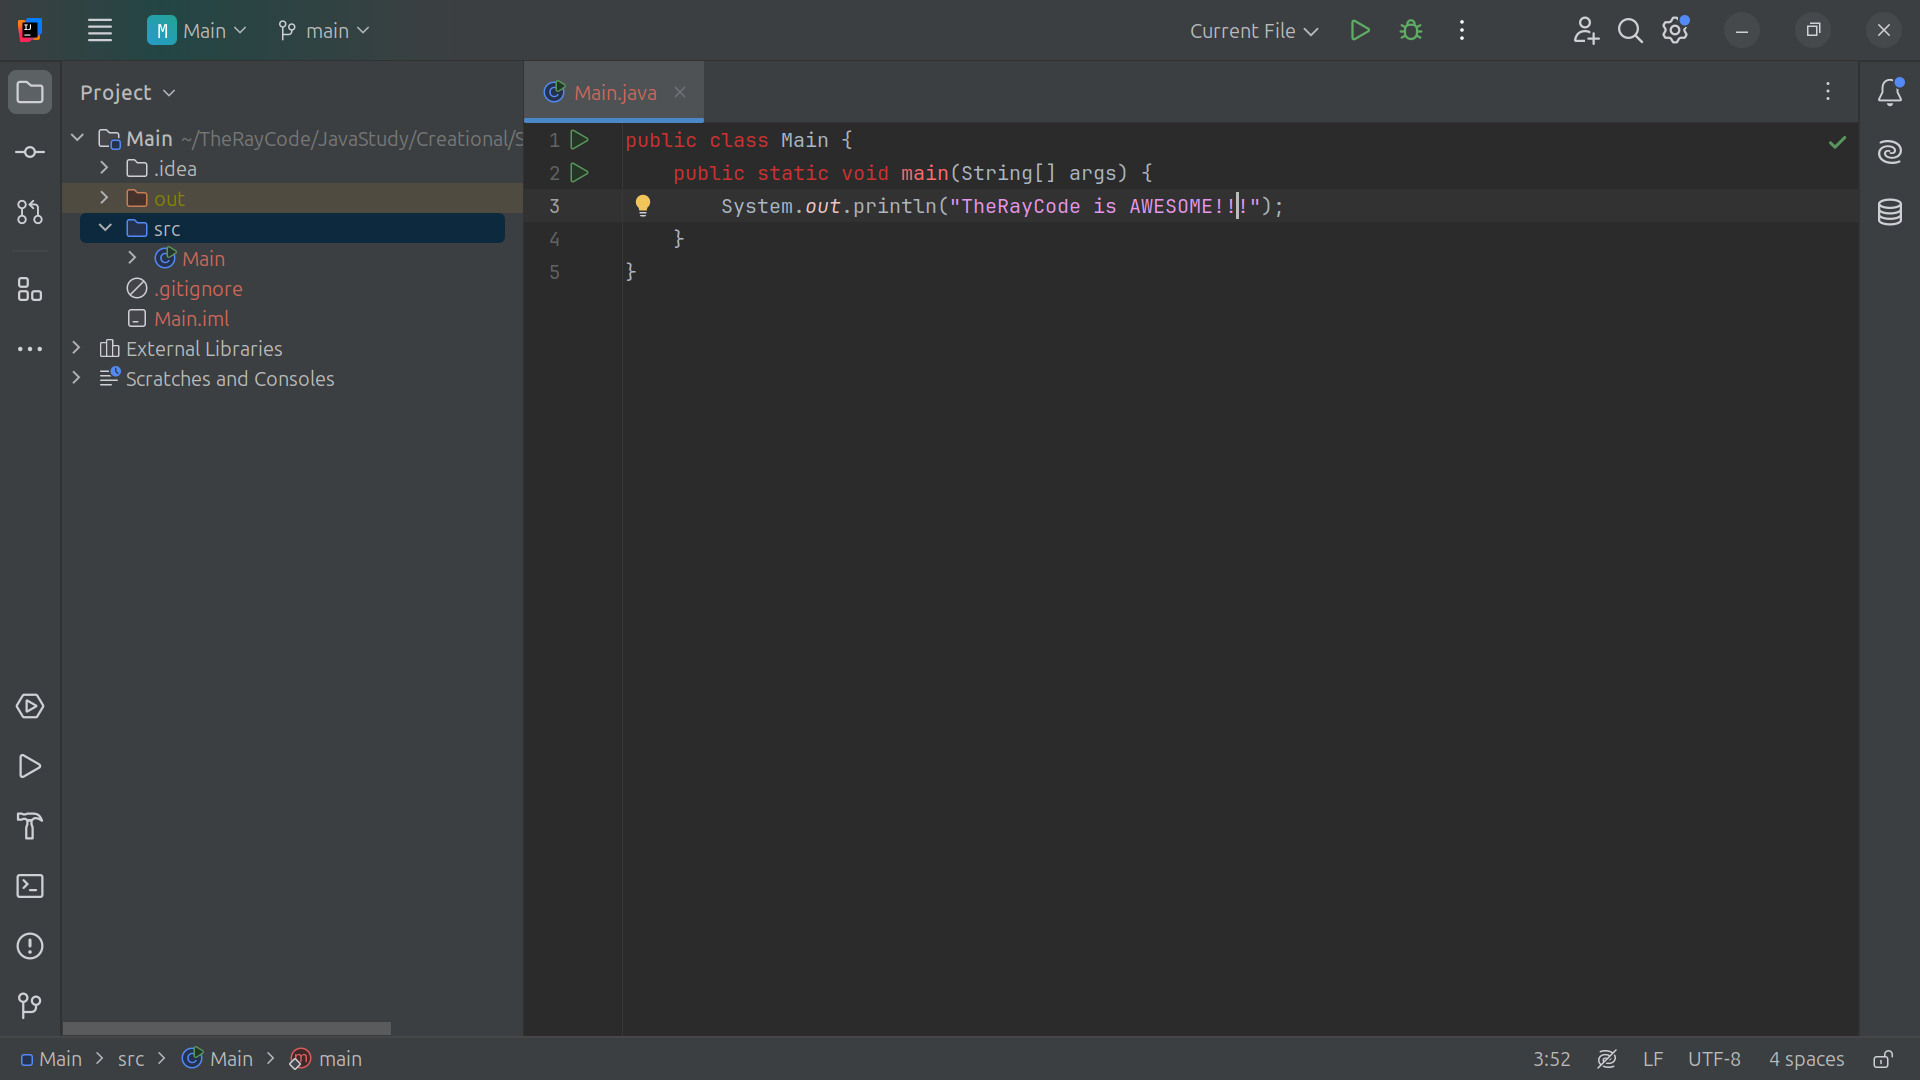 M Main main Current File
Project
Main ~/TheRayCode/JavaStudy/Creational/S
.idea
out
src
Main
.gitignore
Main.iml
External Libraries
Scratches and Consoles
Main.java
1 public class Main {
2 public static void main(String[] args) {
3 System.out.println("TheRayCode is AWESOME!!!");
4 }
5 }
Main src Main main 3:52 LF UTF-8 4 spaces